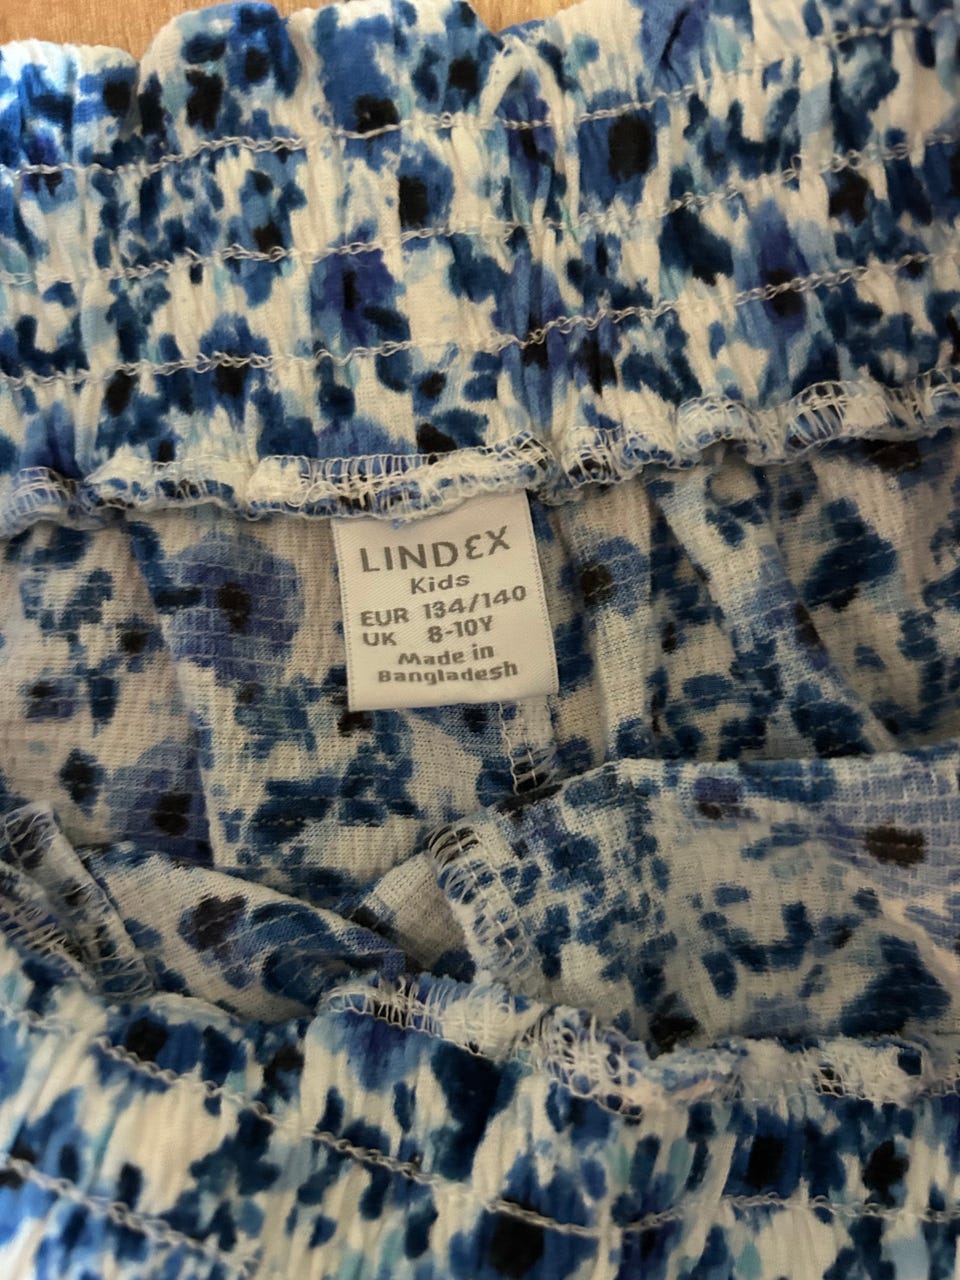 LINDEX
Kids
EUR 134/140
UK 8-10Y
Made in
Bangladesh